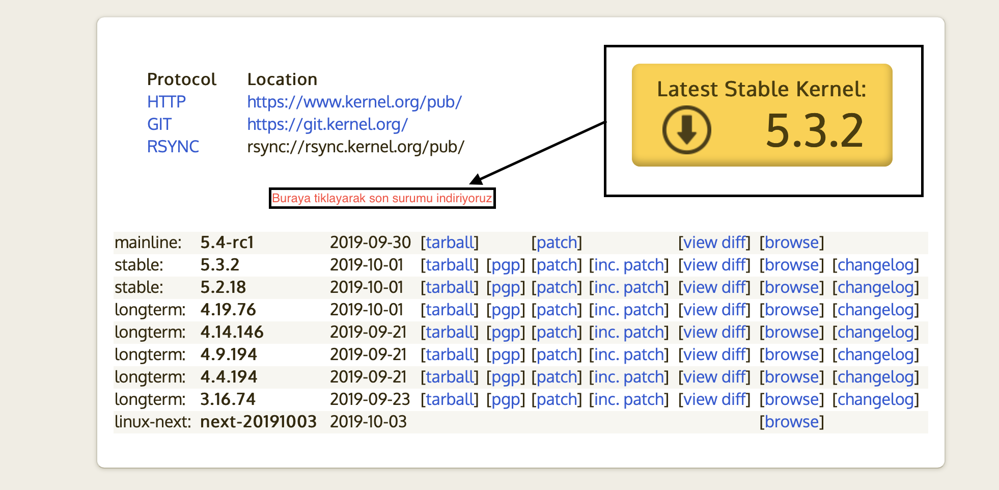 Protocol Location
HTTP https://www.kernel.org/pub/
GIT https://git.kernel.org/
RSYNC rsync://rsync.kernel.org/pub/
Latest Stable Kernel:
5.3.2
Buraya tiklayarak son surumu indiriyoruz
mainline: 5.4-rc1 2019-09-30 [tarball] [patch] [view diff] [browse]
stable: 5.3.2 2019-10-01 [tarball] [pgp] [patch] [inc. patch] [view diff] [browse] [changelog]
stable: 5.2.18 2019-10-01 [tarball] [pgp] [patch] [inc. patch] [view diff] [browse] [changelog]
longterm: 4.19.76 2019-10-01 [tarball] [pgp] [patch] [inc. patch] [view diff] [browse] [changelog]
longterm: 4.14.146 2019-09-21 [tarball] [pgp] [patch] [inc. patch] [view diff] [browse] [changelog]
longterm: 4.9.194 2019-09-21 [tarball] [pgp] [patch] [inc. patch] [view diff] [browse] [changelog]
longterm: 4.4.194 2019-09-21 [tarball] [pgp] [patch] [inc. patch] [view diff] [browse] [changelog]
longterm: 3.16.74 2019-09-23 [tarball] [pgp] [patch] [inc. patch] [view diff] [browse] [changelog]
linux-next: next-20191003 2019-10-03 [browse]